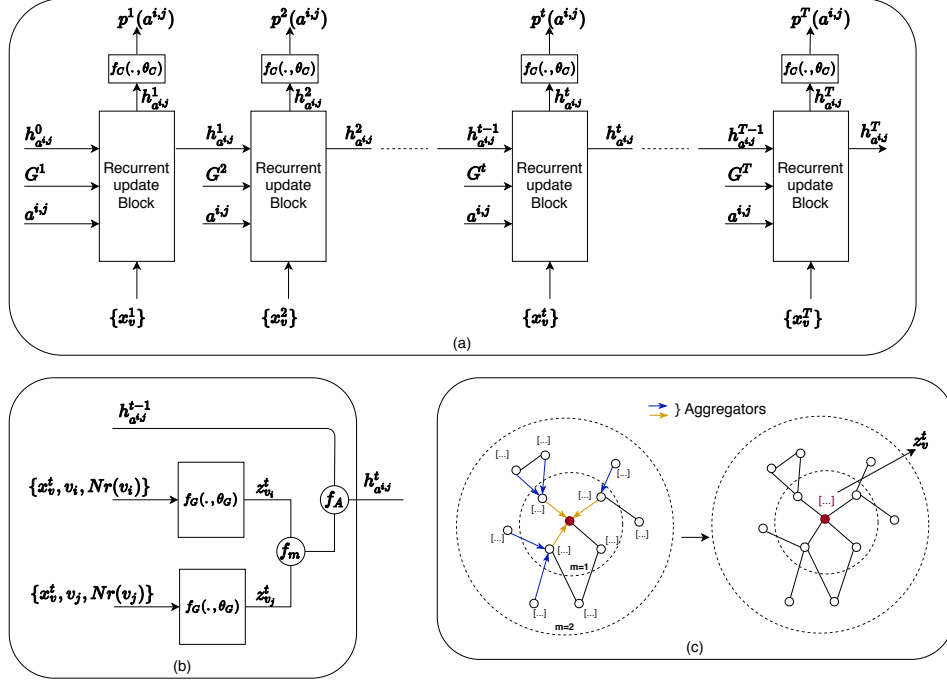 p¹(a^{i,j}) p²(a^{i,j}) p^t(a^{i,j}) p^T(a^{i,j})
f_C(., θ_C) f_C(., θ_C) f_C(., θ_C) f_C(., θ_C)
h^1_{a^{i,j}} h^2_{a^{i,j}} h^t_{a^{i,j}} h^T_{a^{i,j}}
h^0_{a^{i,j}} h^1_{a^{i,j}} h^2_{a^{i,j}} h^{t-1}_{a^{i,j}} h^t_{a^{i,j}} h^{T-1}_{a^{i,j}} h^T_{a^{i,j}}
Recurrent Recurrent Recurrent Recurrent
update update update update
Block Block Block Block
G^1 G^2 G^t G^T
a^{i,j} a^{i,j} a^{i,j} a^{i,j}
{x^1_v} {x^2_v} {x^t_v} {x^T_v}
(a)
h^{t-1}_{a^{i,j}}
{x^t_v, v_i, Nr(v_i)}
f_G(., θ_G)
z^t_{v_i}
f_A
h^t_{a^{i,j}}
f_m
{x^t_v, v_j, Nr(v_j)}
f_G(., θ_G)
z^t_{v_j}
(b)
} Aggregators
[...]
[...]
[...]
[...]
[...]
[...]
[...]
[...]
[...]
m=1
[...]
[...]
m=2
z^t_v
[...]
(c)